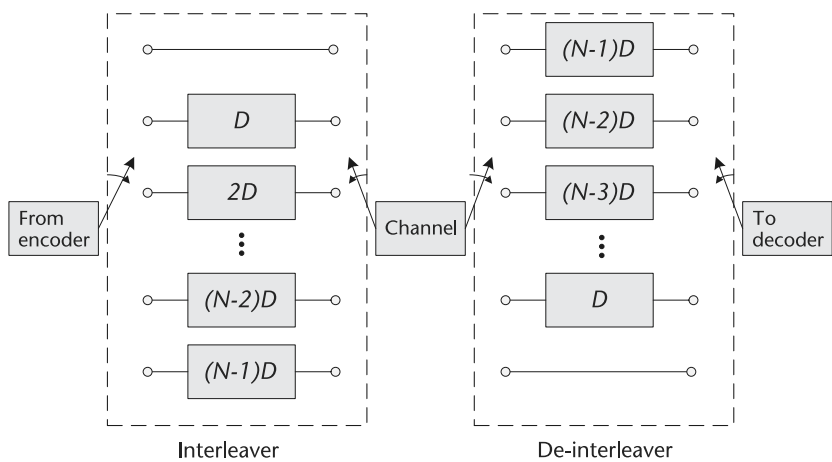 (N-1)D
D
(N-2)D
2D
(N-3)D
From
encoder
Channel
To
decoder
(N-2)D
D
(N-1)D
Interleaver
De-interleaver